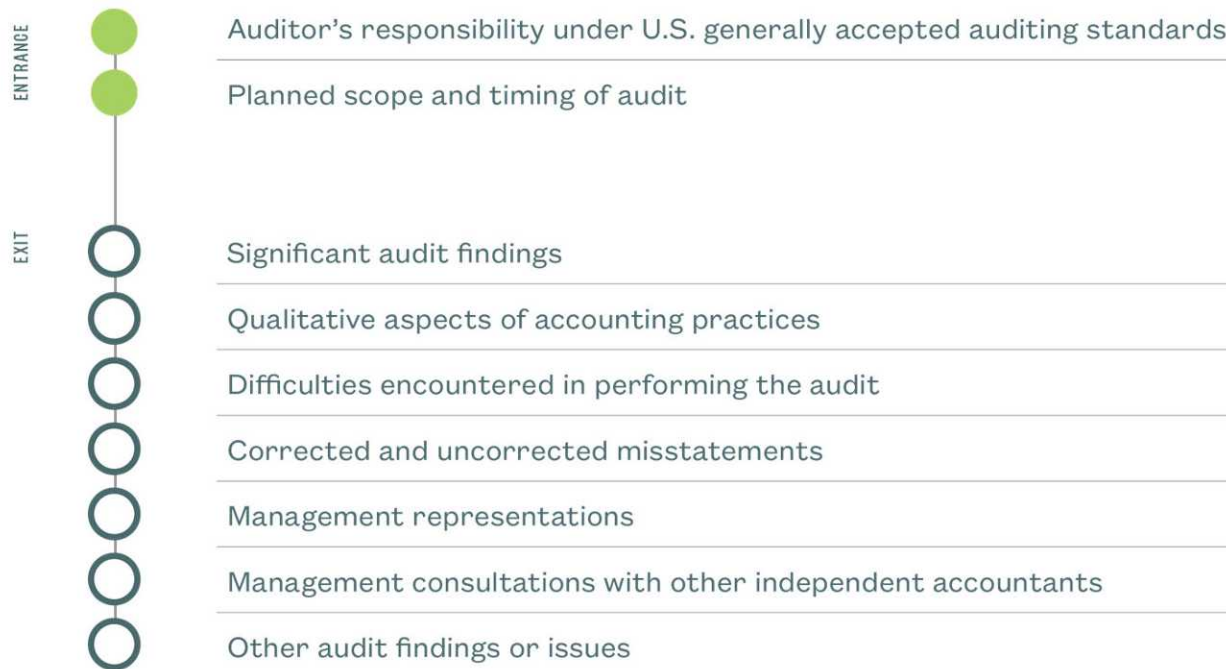 ENTRANCE
Auditor’s responsibility under U.S. generally accepted auditing standards
Planned scope and timing of audit
EXIT
Significant audit findings
Qualitative aspects of accounting practices
Difficulties encountered in performing the audit
Corrected and uncorrected misstatements
Management representations
Management consultations with other independent accountants
Other audit findings or issues